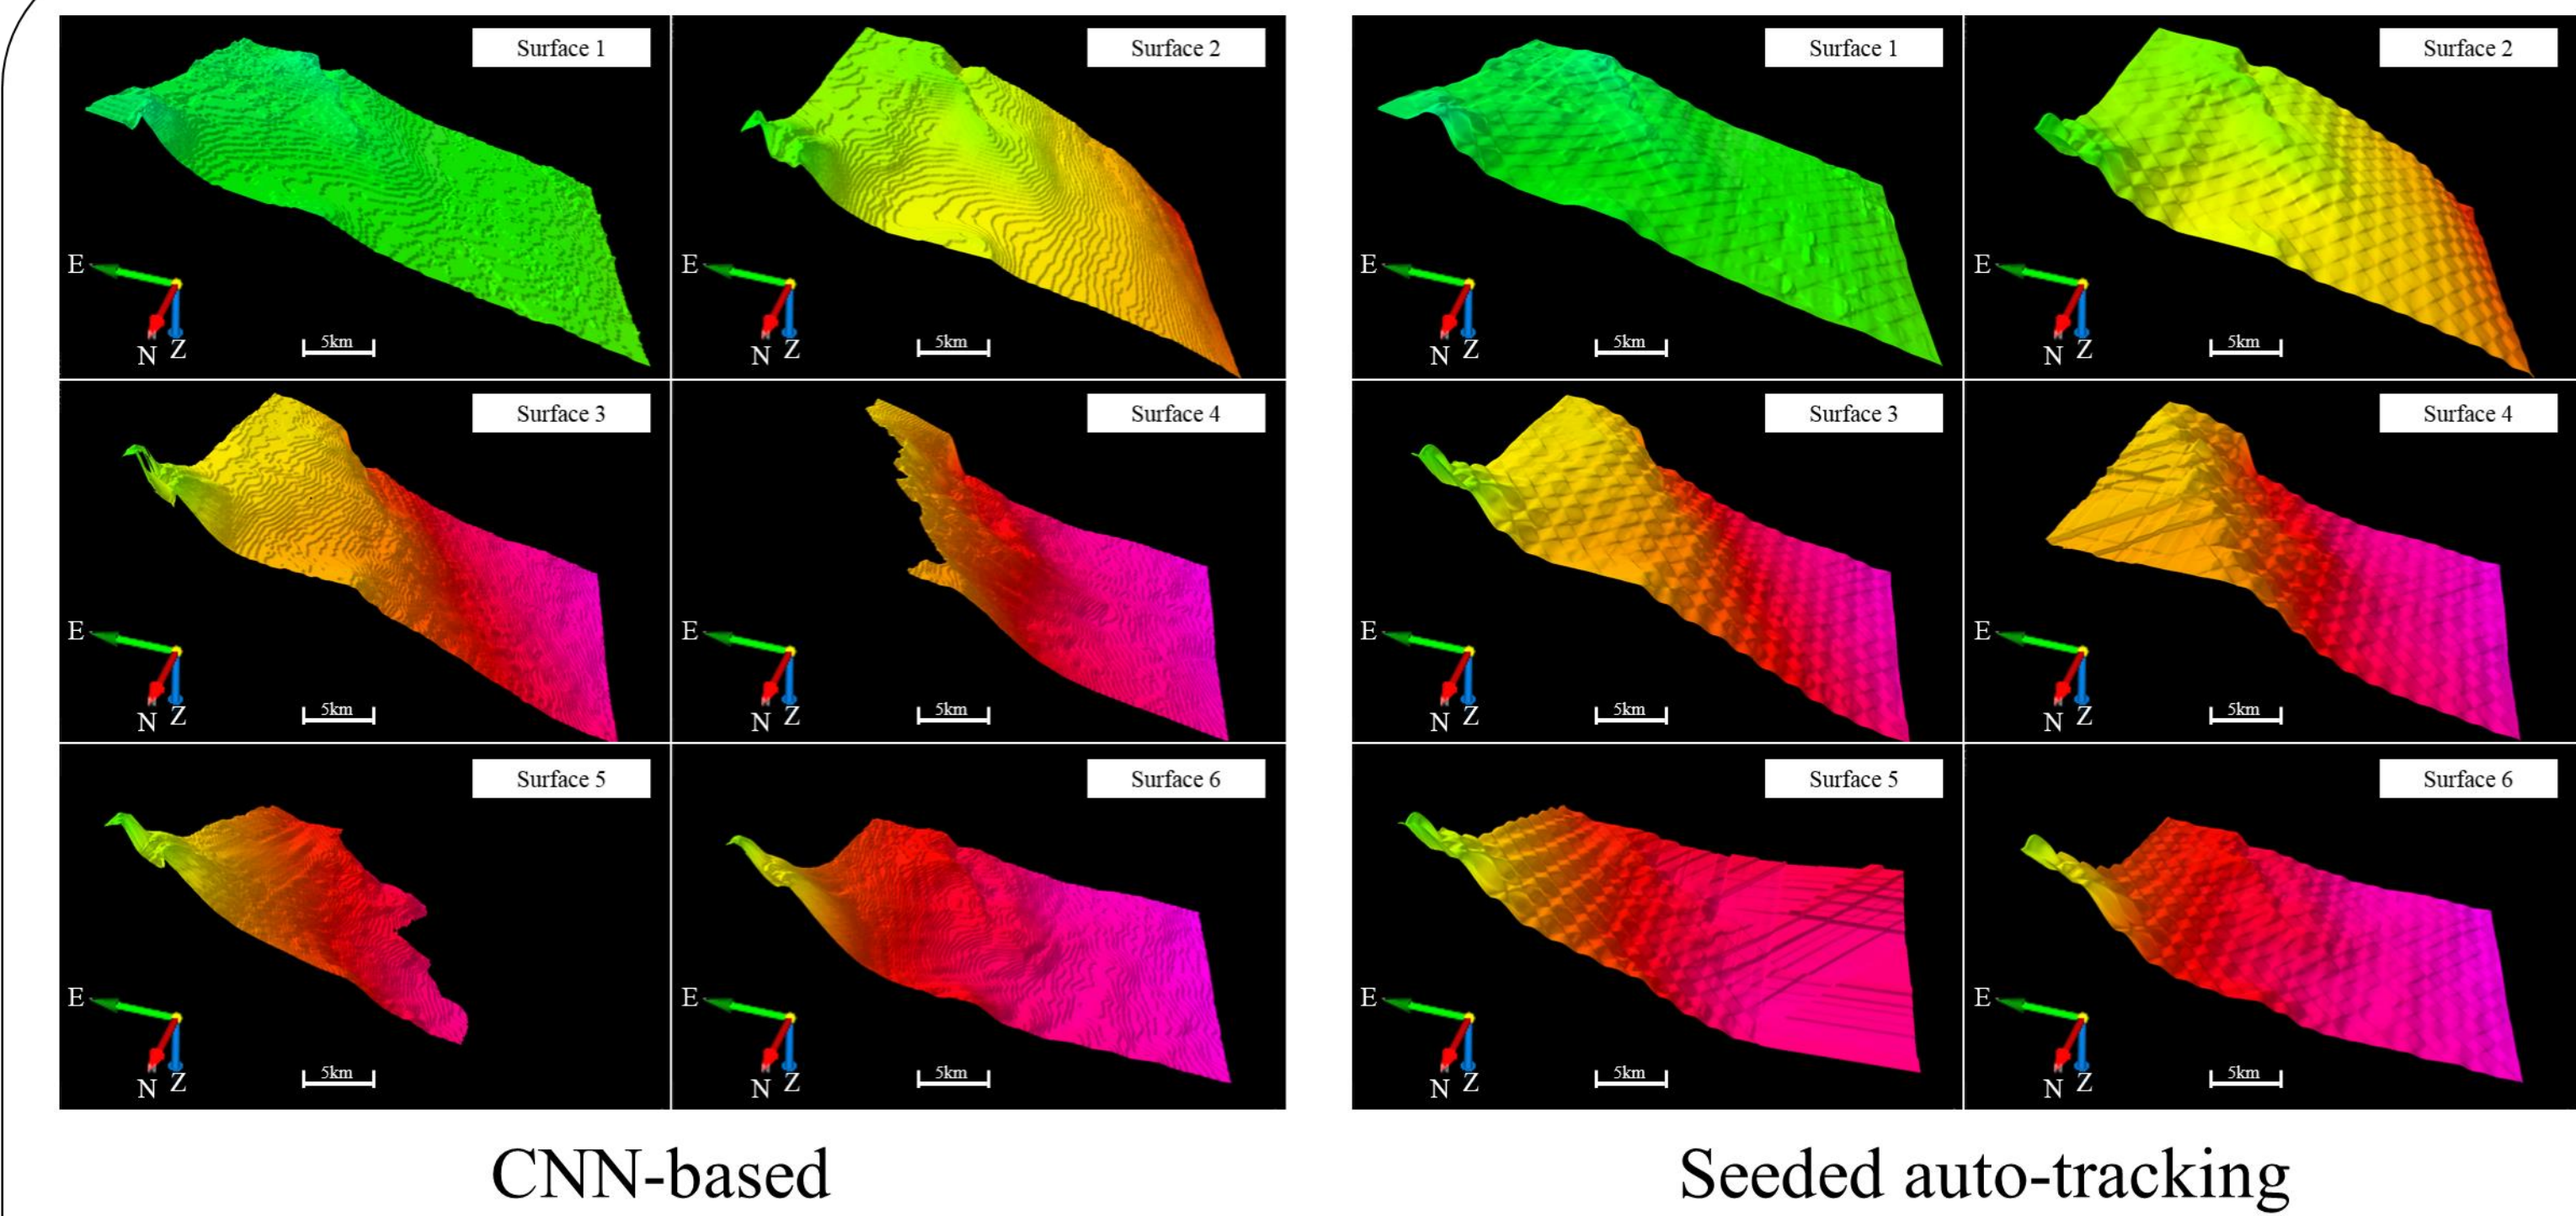 Surface 1
E
N Z
5km
Surface 2
E
N Z
5km
Surface 3
E
N Z
5km
Surface 4
E
N Z
5km
Surface 5
E
N Z
5km
Surface 6
E
N Z
5km
CNN-based
Surface 1
E
N Z
5km
Surface 2
E
N Z
5km
Surface 3
E
N Z
5km
Surface 4
E
N Z
5km
Surface 5
E
N Z
5km
Surface 6
E
N Z
5km
Seeded auto-tracking